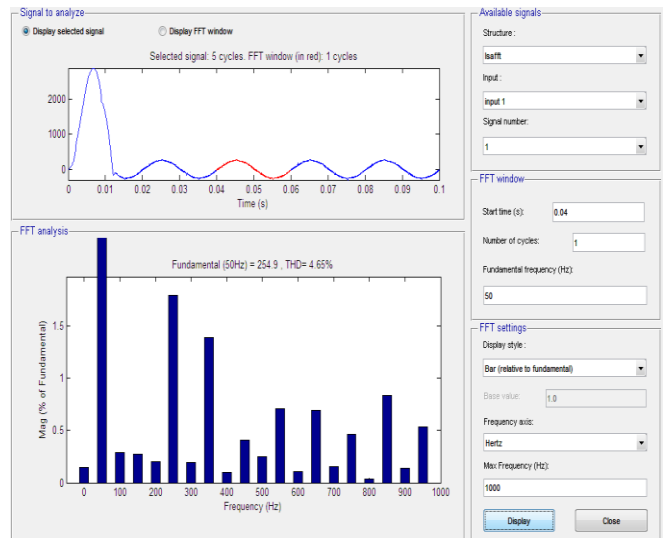 Signal to analyze
Display selected signal
Display FFT window
Selected signal: 5 cycles. FFT window (in red): 1 cycles
2000
1000
0
0 0.01 0.02 0.03 0.04 0.05 0.06 0.07 0.08 0.09 0.1
Time (s)
FFT analysis
Fundamental (50Hz) = 254.9 , THD= 4.65%
Mag (% of Fundamental)
1.5
1
0.5
0
0 100 200 300 400 500 600 700 800 900 1000
Frequency (Hz)
Available signals
Structure :
Isafft
Input :
input 1
Signal number:
1
FFT window
Start time (s): 0.04
Number of cycles: 1
Fundamental frequency (Hz):
50
FFT settings
Display style :
Bar (relative to fundamental)
Base value: 1.0
Frequency axis:
Hertz
Max Frequency (Hz):
1000
Display
Close